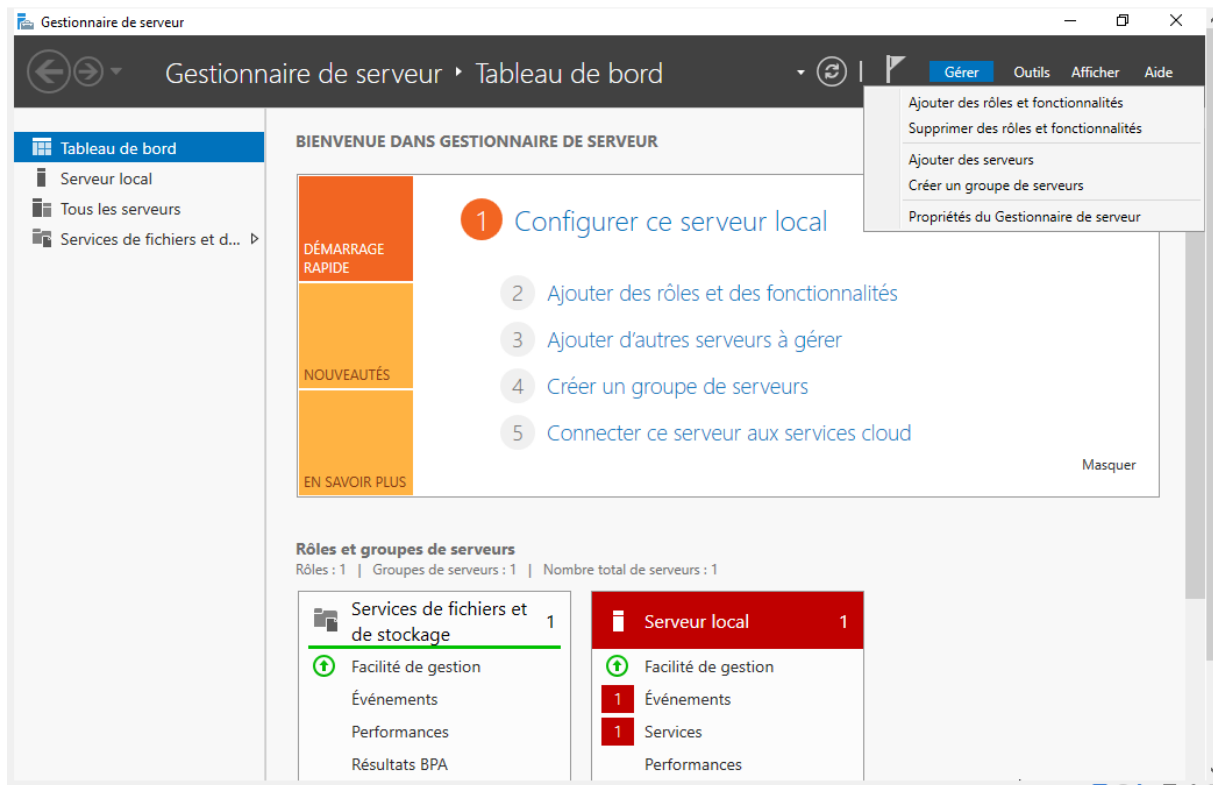 Gestionnaire de serveur
Gestionnaire de serveur ‣ Tableau de bord
Gérer Outils Afficher Aide
Ajouter des rôles et fonctionnalités
Supprimer des rôles et fonctionnalités
Ajouter des serveurs
Créer un groupe de serveurs
Propriétés du Gestionnaire de serveur
Tableau de bord
Serveur local
Tous les serveurs
Services de fichiers et d...
BIENVENUE DANS GESTIONNAIRE DE SERVEUR
DÉMARRAGE
RAPIDE
NOUVEAUTÉS
EN SAVOIR PLUS
1 Configurer ce serveur local
2 Ajouter des rôles et des fonctionnalités
3 Ajouter d'autres serveurs à gérer
4 Créer un groupe de serveurs
5 Connecter ce serveur aux services cloud
Masquer
Rôles et groupes de serveurs
Rôles : 1 | Groupes de serveurs : 1 | Nombre total de serveurs : 1
Services de fichiers et
de stockage
1
Facilité de gestion
Événements
Performances
Résultats BPA
Serveur local 1
Facilité de gestion
1 Événements
1 Services
Performances